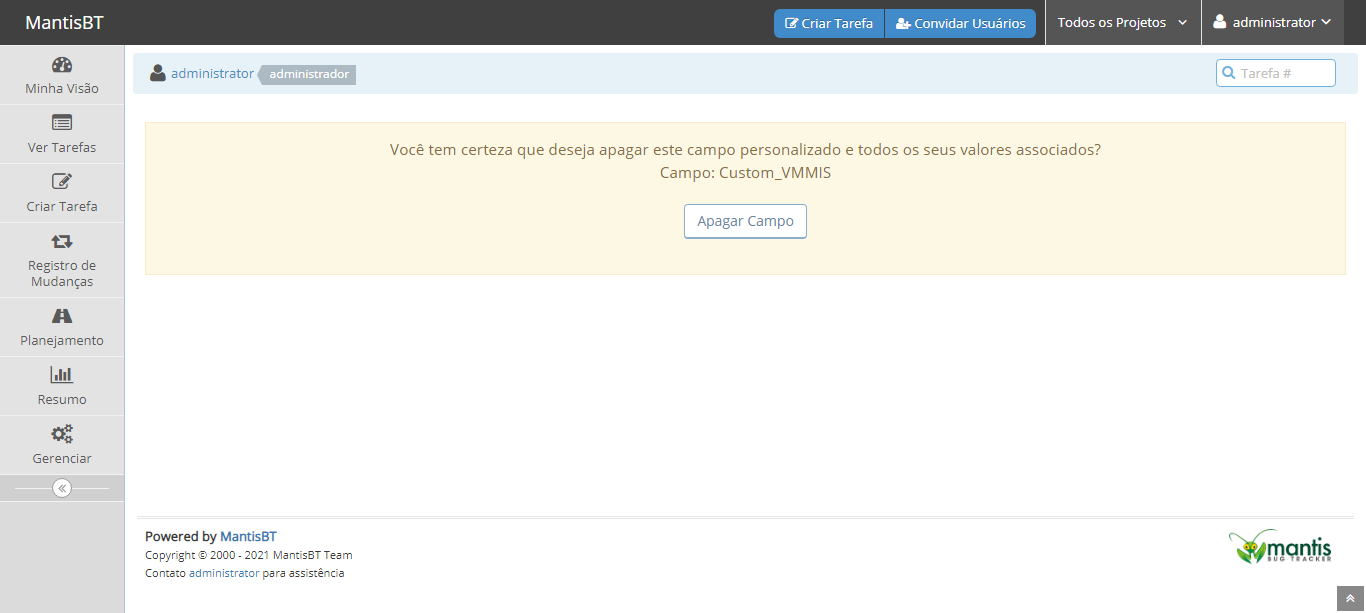 MantisBT
Criar Tarefa
Convidar Usuários
Todos os Projetos
administrator
Minha Visão
Ver Tarefas
Criar Tarefa
Registro de
Mudanças
Planejamento
Resumo
Gerenciar
administrator
administrador
Tarefa #
Você tem certeza que deseja apagar este campo personalizado e todos os seus valores associados?
Campo: Custom_VMMIS
Apagar Campo
Powered by MantisBT
Copyright © 2000 - 2021 MantisBT Team
Contato administrator para assistência
mantis
BUG TRACKER